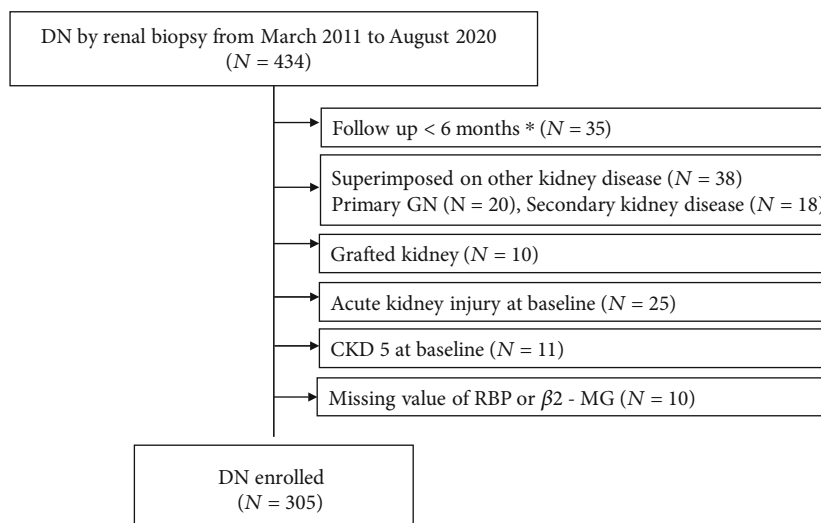 DN by renal biopsy from March 2011 to August 2020
(N = 434)
Follow up < 6 months * (N = 35)
Superimposed on other kidney disease (N = 38)
Primary GN (N = 20), Secondary kidney disease (N = 18)
Grafted kidney (N = 10)
Acute kidney injury at baseline (N = 25)
CKD 5 at baseline (N = 11)
Missing value of RBP or β2 - MG (N = 10)
DN enrolled
(N = 305)